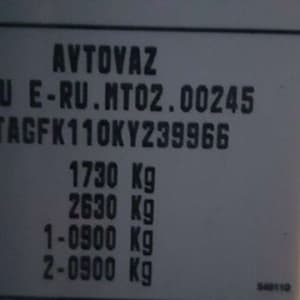 AVTOVAZ
U E-RU.MT02.00245
TAGFK110KY239966
1730 Kg
2630 Kg
1-0900 Kg
2-0900 Kg